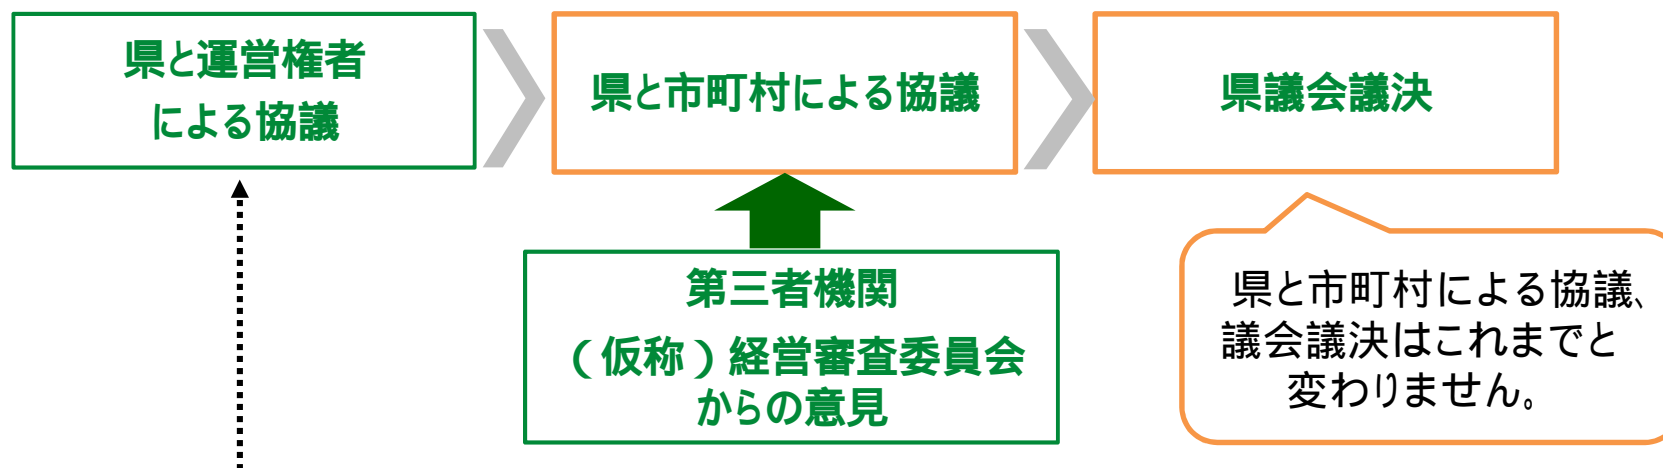 県と運営権者
による協議
県と市町村による協議
県議会議決
第三者機関
(仮称)経営審査委員会
からの意見
県と市町村による協議、
議会議決はこれまでと
変わりません。